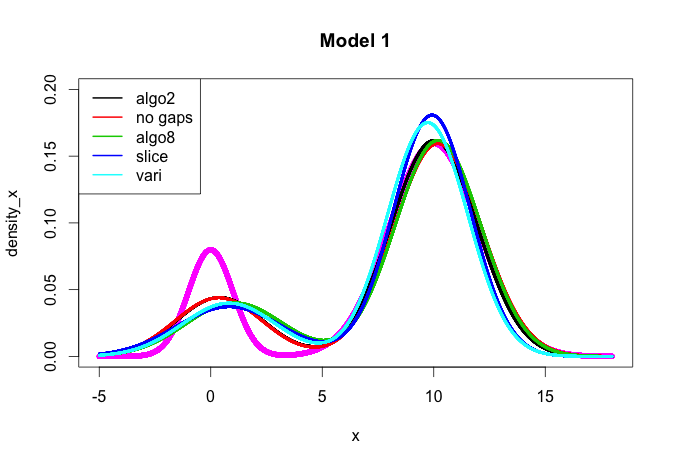 Model 1
density_x
0.20
0.15
0.10
0.05
0.00
algo2
no gaps
algo8
slice
vari
-5 0 5 10 15
x